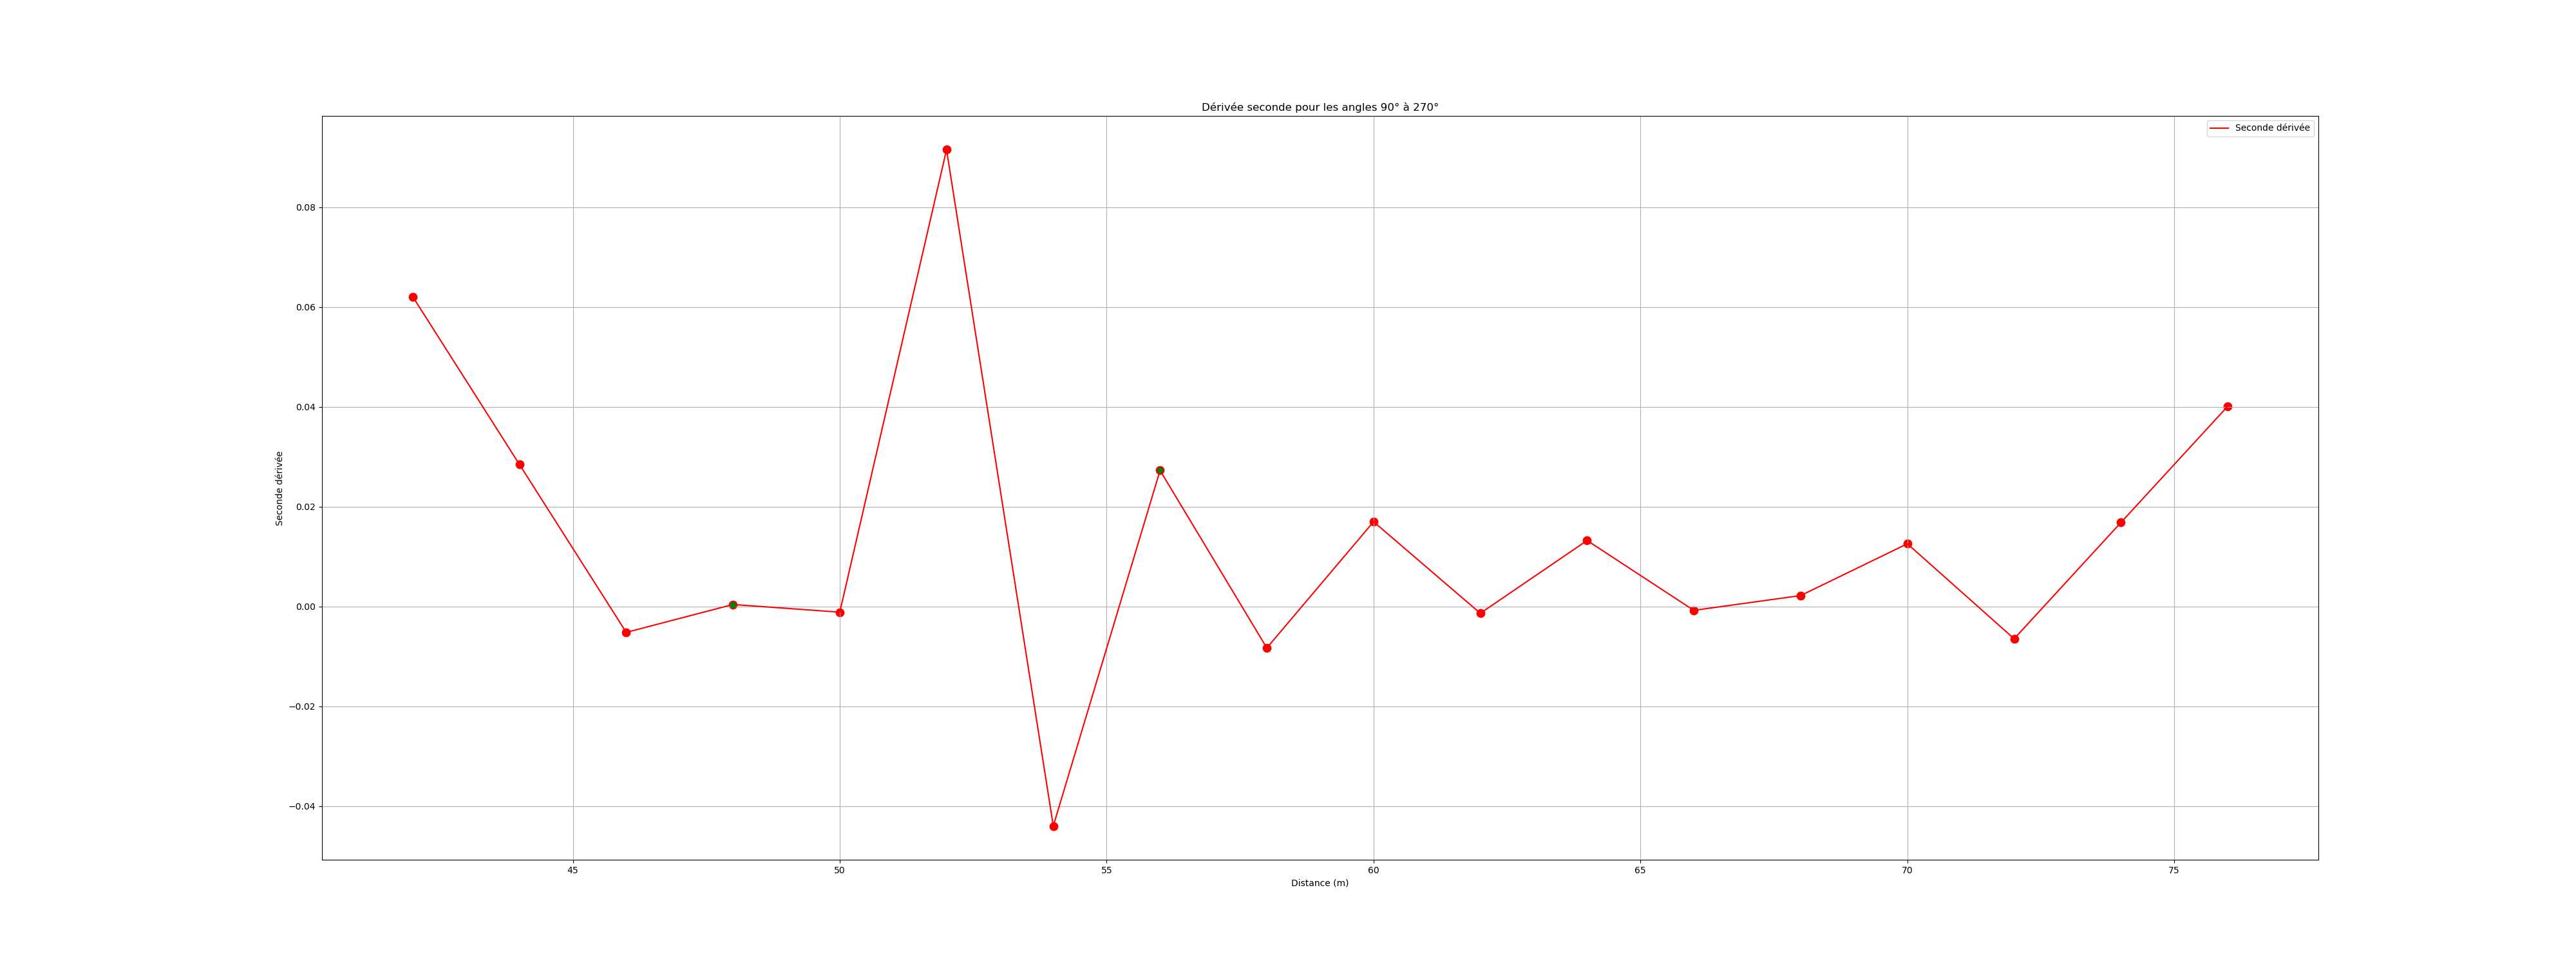 Dérivée seconde pour les angles 90° à 270°
Seconde dérivée
Seconde dérivée
0.08
0.06
0.04
0.02
0.00
−0.02
−0.04
45 50 55 60 65 70 75
Distance (m)